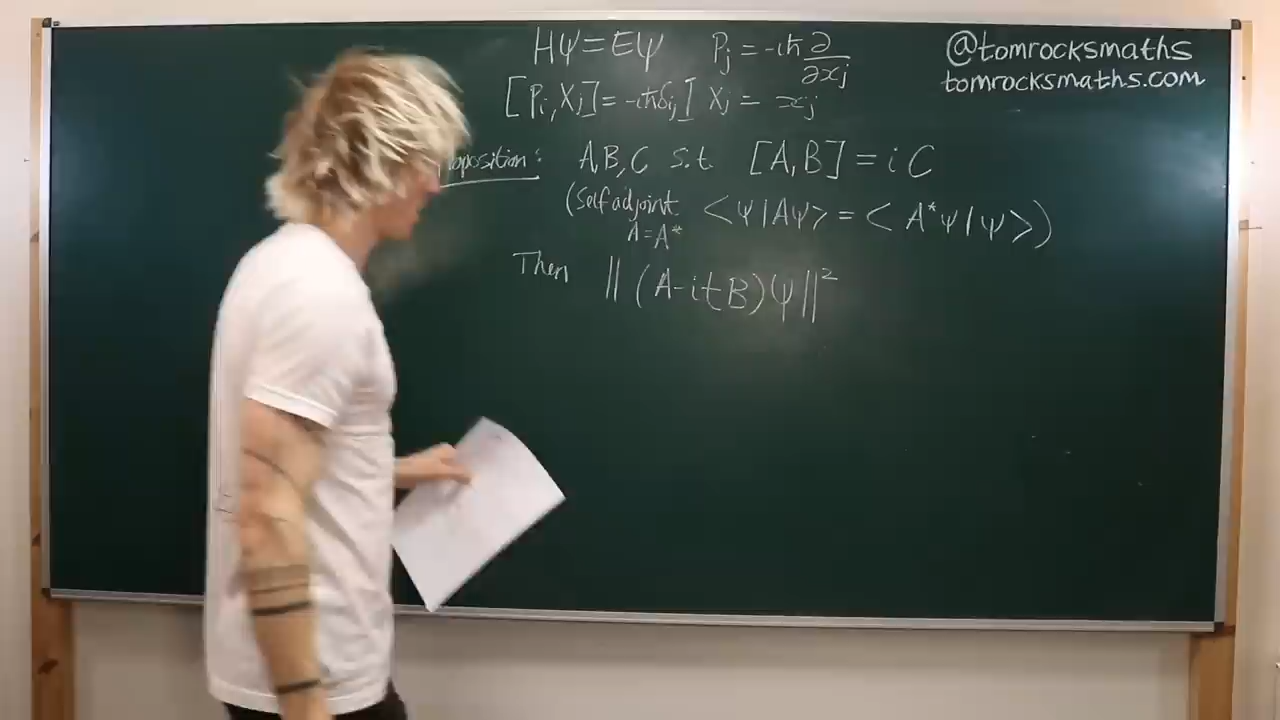 Hψ=Eψ Pj = -iħ ∂/∂xj
[Pi,Xj]=-iħδij I Xj = xj
@tomrocksmaths
tomrocksmaths.com
A,B,C s.t. [A,B] = iC
(Self adjoint <ψ|Aψ> = <A*ψ|ψ>)
A=A*
Then ||(A-itB)ψ||²